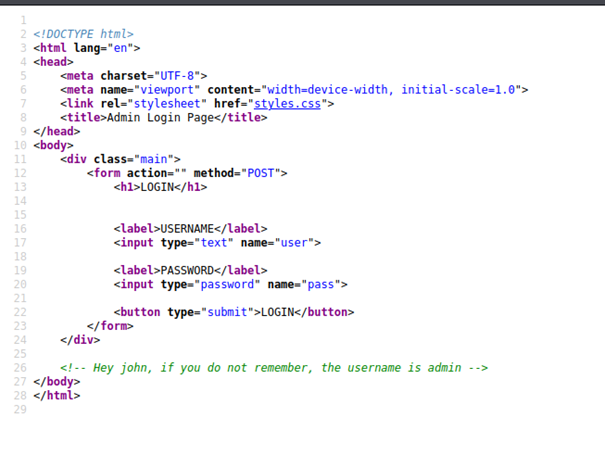 1
2 <!DOCTYPE html>
3 <html lang="en">
4 <head>
5     <meta charset="UTF-8">
6     <meta name="viewport" content="width=device-width, initial-scale=1.0">
7     <link rel="stylesheet" href="styles.css">
8     <title>Admin Login Page</title>
9 </head>
10 <body>
11     <div class="main">
12         <form action="" method="POST">
13             <h1>LOGIN</h1>
14
15
16             <label>USERNAME</label>
17             <input type="text" name="user">
18
19             <label>PASSWORD</label>
20             <input type="password" name="pass">
21
22             <button type="submit">LOGIN</button>
23         </form>
24     </div>
25
26     <!-- Hey john, if you do not remember, the username is admin -->
27 </body>
28 </html>
29